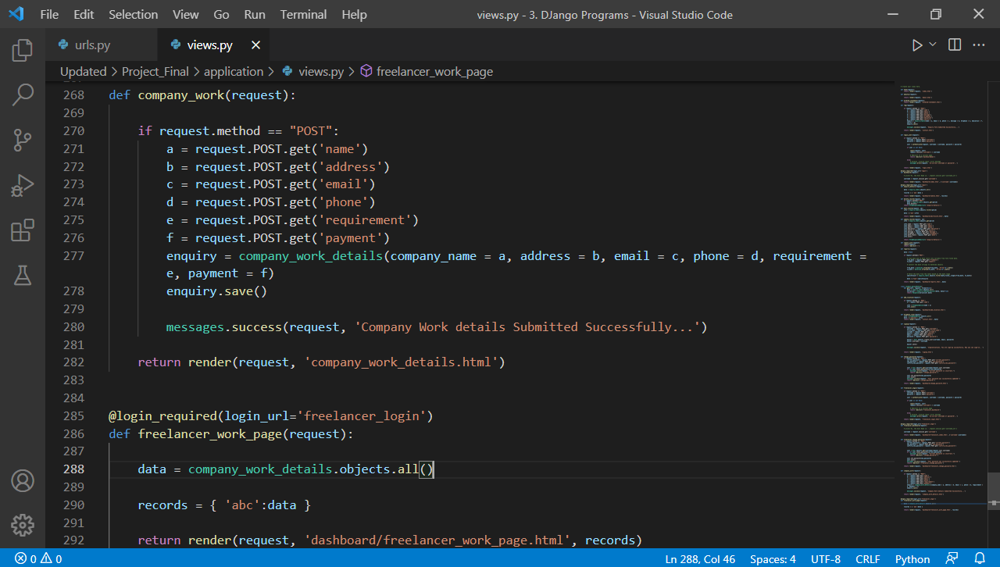 File Edit Selection View Go Run Terminal Help views.py - 3. DJango Programs - Visual Studio Code
urls.py views.py
Updated > Project_Final > application > views.py > freelancer_work_page
268 def company_work(request):
269
270 if request.method == "POST":
271 a = request.POST.get('name')
272 b = request.POST.get('address')
273 c = request.POST.get('email')
274 d = request.POST.get('phone')
275 e = request.POST.get('requirement')
276 f = request.POST.get('payment')
277 enquiry = company_work_details(company_name = a, address = b, email = c, phone = d, requirement =
e, payment = f)
278 enquiry.save()
279
280 messages.success(request, 'Company Work details Submitted Successfully...')
281
282 return render(request, 'company_work_details.html')
283
284
285 @login_required(login_url='freelancer_login')
286 def freelancer_work_page(request):
287
288 data = company_work_details.objects.all()
289
290 records = { 'abc':data }
291
292 return render(request, 'dashboard/freelancer_work_page.html', records)
0 0 Ln 288, Col 46 Spaces: 4 UTF-8 CRLF Python